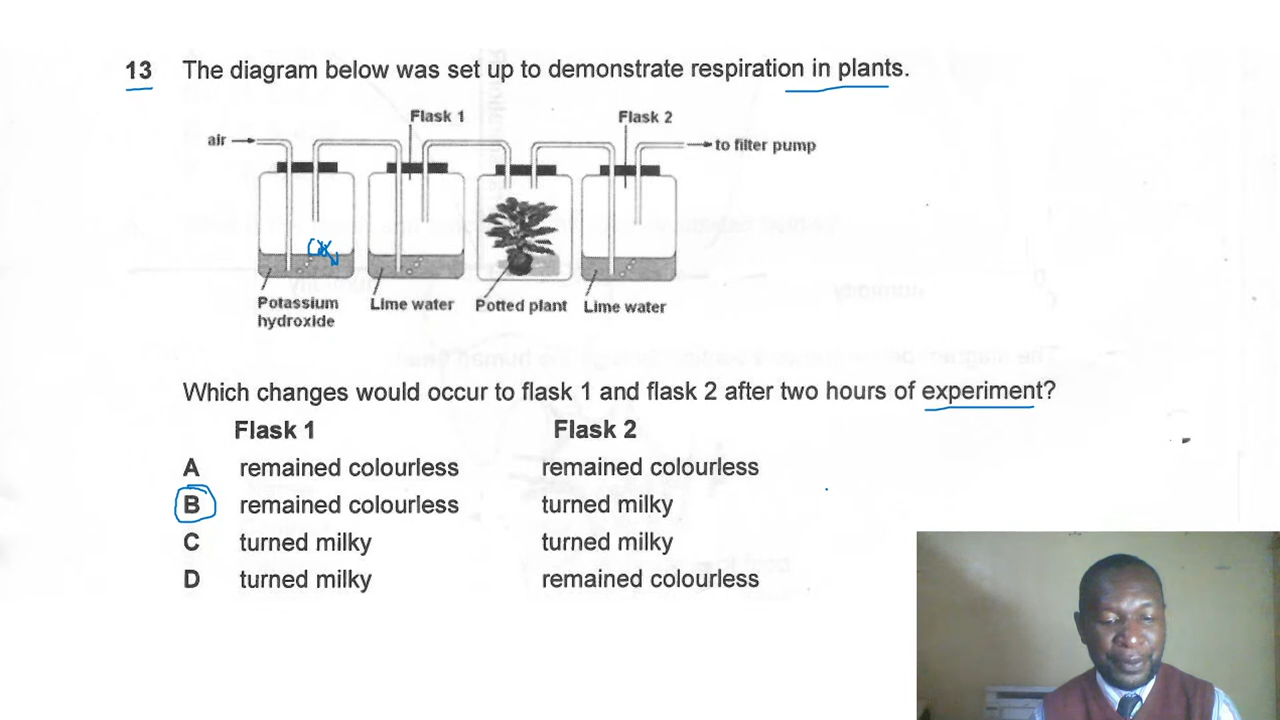 13 The diagram below was set up to demonstrate respiration in plants.
Flask 1
Flask 2
air
to filter pump
Potassium
hydroxide
Lime water
Potted plant
Lime water
Which changes would occur to flask 1 and flask 2 after two hours of experiment?
Flask 1 Flask 2
A remained colourless remained colourless
B remained colourless turned milky
C turned milky turned milky
D turned milky remained colourless